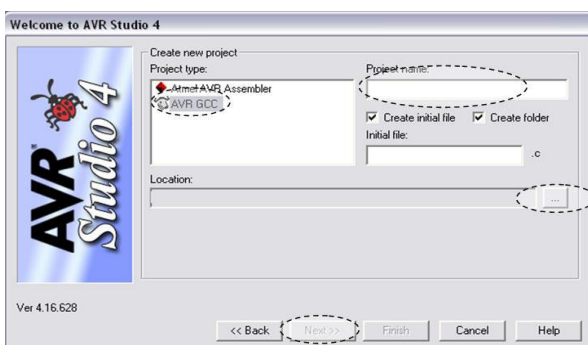 Welcome to AVR Studio 4
Create new project
Project type:
Atmel AVR Assembler
AVR GCC
Project name:
Create initial file
Create folder
Initial file:
.c
Location:
...
AVR Studio 4
Ver 4.16.628
<< Back
Next >>
Finish
Cancel
Help